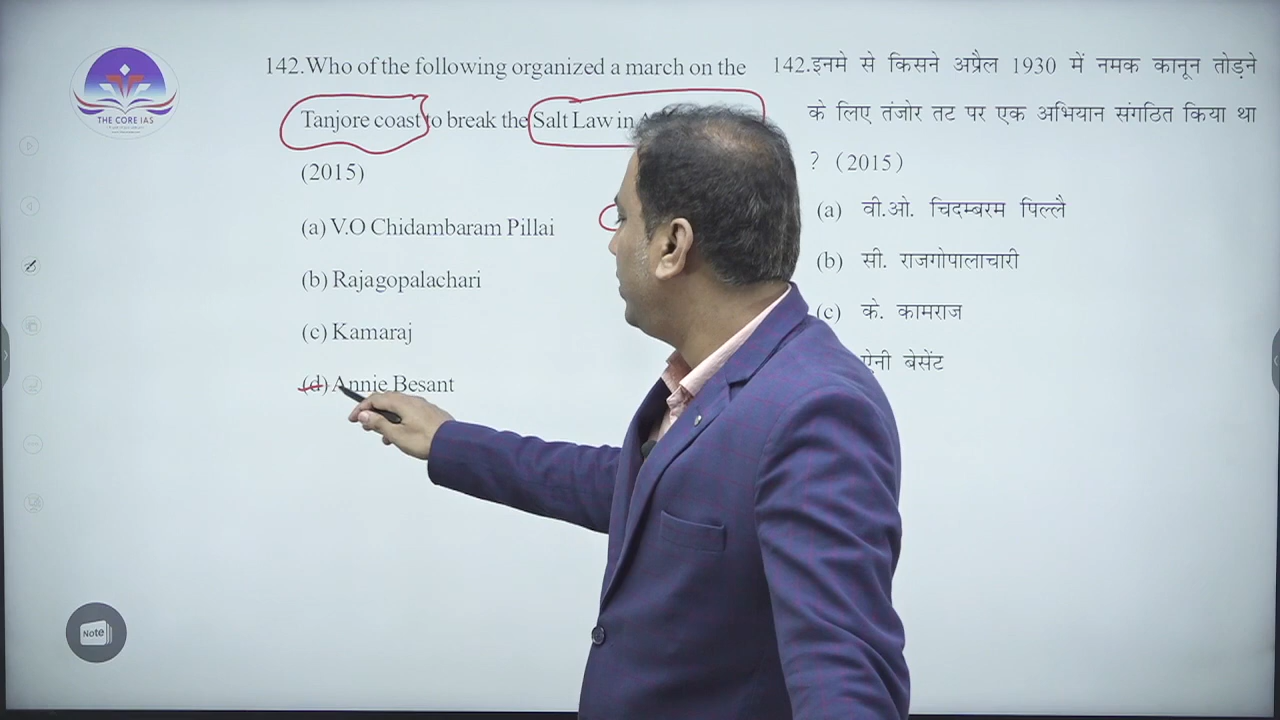 THE CORE IAS
142.Who of the following organized a march on the
Tanjore coast to break the Salt Law in
(2015)
(a) V.O Chidambaram Pillai
(b) Rajagopalachari
(c) Kamaraj
(d) Annie Besant
142.इनमे से किसने अप्रैल 1930 में नमक कानून तोड़ने
के लिए तंजोर तट पर एक अभियान संगठित किया था
? (2015)
(a) वी.ओ. चिदम्बरम पिल्लै
(b) सी. राजगोपालाचारी
(c) के. कामराज
ऐनी बेसेंट
Note